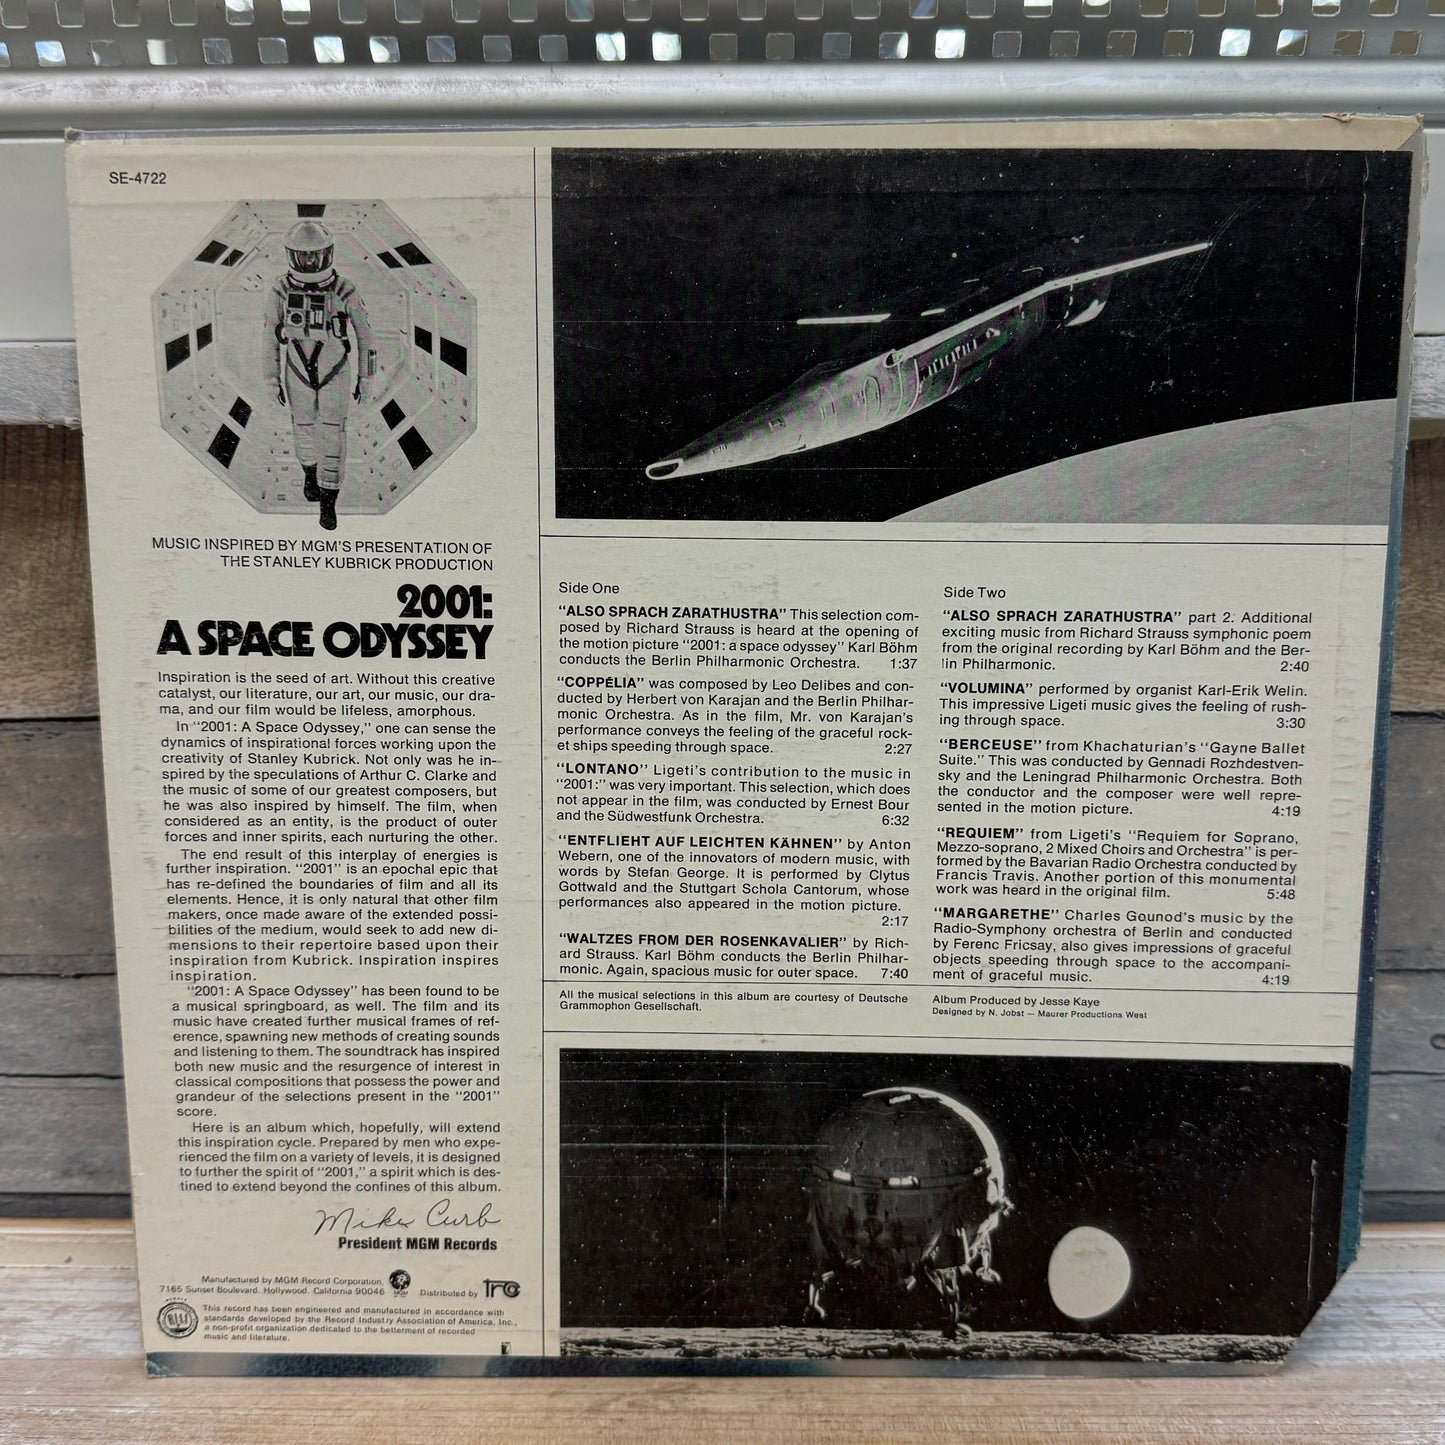 SE-4722
MUSIC INSPIRED BY MGM'S PRESENTATION OF
THE STANLEY KUBRICK PRODUCTION
2001:
A SPACE ODYSSEY
Inspiration is the seed of art. Without this creative
catalyst, our literature, our art, our music, our dra-
ma, and our film would be lifeless, amorphous.
In "2001: A Space Odyssey," one can sense the
dynamics of inspirational forces working upon the
creativity of Stanley Kubrick. Not only was he in-
spired by the speculations of Arthur C. Clarke and
the music of some of our greatest composers, but
he was also inspired by himself. The film, when
considered as an entity, is the product of outer
forces and inner spirits, each nurturing the other.
The end result of this interplay of energies is
further inspiration. "2001" is an epochal epic that
has re-defined the boundaries of film and all its
elements. Hence, it is only natural that other film
makers, once made aware of the extended possi-
bilities of the medium, would seek to add new di-
mensions to their repertoire based upon their
inspiration from Kubrick. Inspiration inspires
inspiration.
"2001: A Space Odyssey" has been found to be
a musical springboard, as well. The film and its
music have created further musical frames of ref-
erence, spawning new methods of creating sounds
and listening to them. The soundtrack has inspired
both new music and the resurgence of interest in
classical compositions that possess the power and
grandeur of the selections present in the "2001"
score.
Here is an album which, hopefully, will extend
this inspiration cycle. Prepared by men who expe-
rienced the film on a variety of levels, it is designed
to further the spirit of "2001," a spirit which is des-
tined to extend beyond the confines of this album.
Mike Curb
President MGM Records
Manufactured by MGM Record Corporation,
7165 Sunset Boulevard, Hollywood, California 90046
Distributed by trc
This record has been engineered and manufactured in accordance with
standards developed by the Record Industry Association of America, Inc.,
a non-profit organization dedicated to the betterment of recorded
music and literature.
Side One
"ALSO SPRACH ZARATHUSTRA" This selection com-
posed by Richard Strauss is heard at the opening of
the motion picture "2001: a space odyssey" Karl Böhm
conducts the Berlin Philharmonic Orchestra. 1:37
"COPPÉLIA" was composed by Leo Delibes and con-
ducted by Herbert von Karajan and the Berlin Philhar-
monic Orchestra. As in the film, Mr. von Karajan's
performance conveys the feeling of the graceful rock-
et ships speeding through space. 2:27
"LONTANO" Ligeti's contribution to the music in
"2001:" was very important. This selection, which does
not appear in the film, was conducted by Ernest Bour
and the Südwestfunk Orchestra. 6:32
"ENTFLIEHT AUF LEICHTEN KÄHNEN" by Anton
Webern, one of the innovators of modern music, with
words by Stefan George. It is performed by Clytus
Gottwald and the Stuttgart Schola Cantorum, whose
performances also appeared in the motion picture.
2:17
"WALTZES FROM DER ROSENKAVALIER" by Rich-
ard Strauss. Karl Böhm conducts the Berlin Philhar-
monic. Again, spacious music for outer space. 7:40
Side Two
"ALSO SPRACH ZARATHUSTRA" part 2. Additional
exciting music from Richard Strauss symphonic poem
from the original recording by Karl Böhm and the Ber-
lin Philharmonic. 2:40
"VOLUMINA" performed by organist Karl-Erik Welin.
This impressive Ligeti music gives the feeling of rush-
ing through space. 3:30
"BERCEUSE" from Khachaturian's "Gayne Ballet
Suite." This was conducted by Gennadi Rozhdestven-
sky and the Leningrad Philharmonic Orchestra. Both
the conductor and the composer were well repre-
sented in the motion picture. 4:19
"REQUIEM" from Ligeti's "Requiem for Soprano,
Mezzo-soprano, 2 Mixed Choirs and Orchestra" is per-
formed by the Bavarian Radio Orchestra conducted by
Francis Travis. Another portion of this monumental
work was heard in the original film. 5:48
"MARGARETHE" Charles Gounod's music by the
Radio-Symphony orchestra of Berlin and conducted
by Ferenc Fricsay, also gives impressions of graceful
objects speeding through space to the accompani-
ment of graceful music. 4:19
All the musical selections in this album are courtesy of Deutsche
Grammophon Gesellschaft.
Album Produced by Jesse Kaye
Designed by N. Jobst — Maurer Productions West